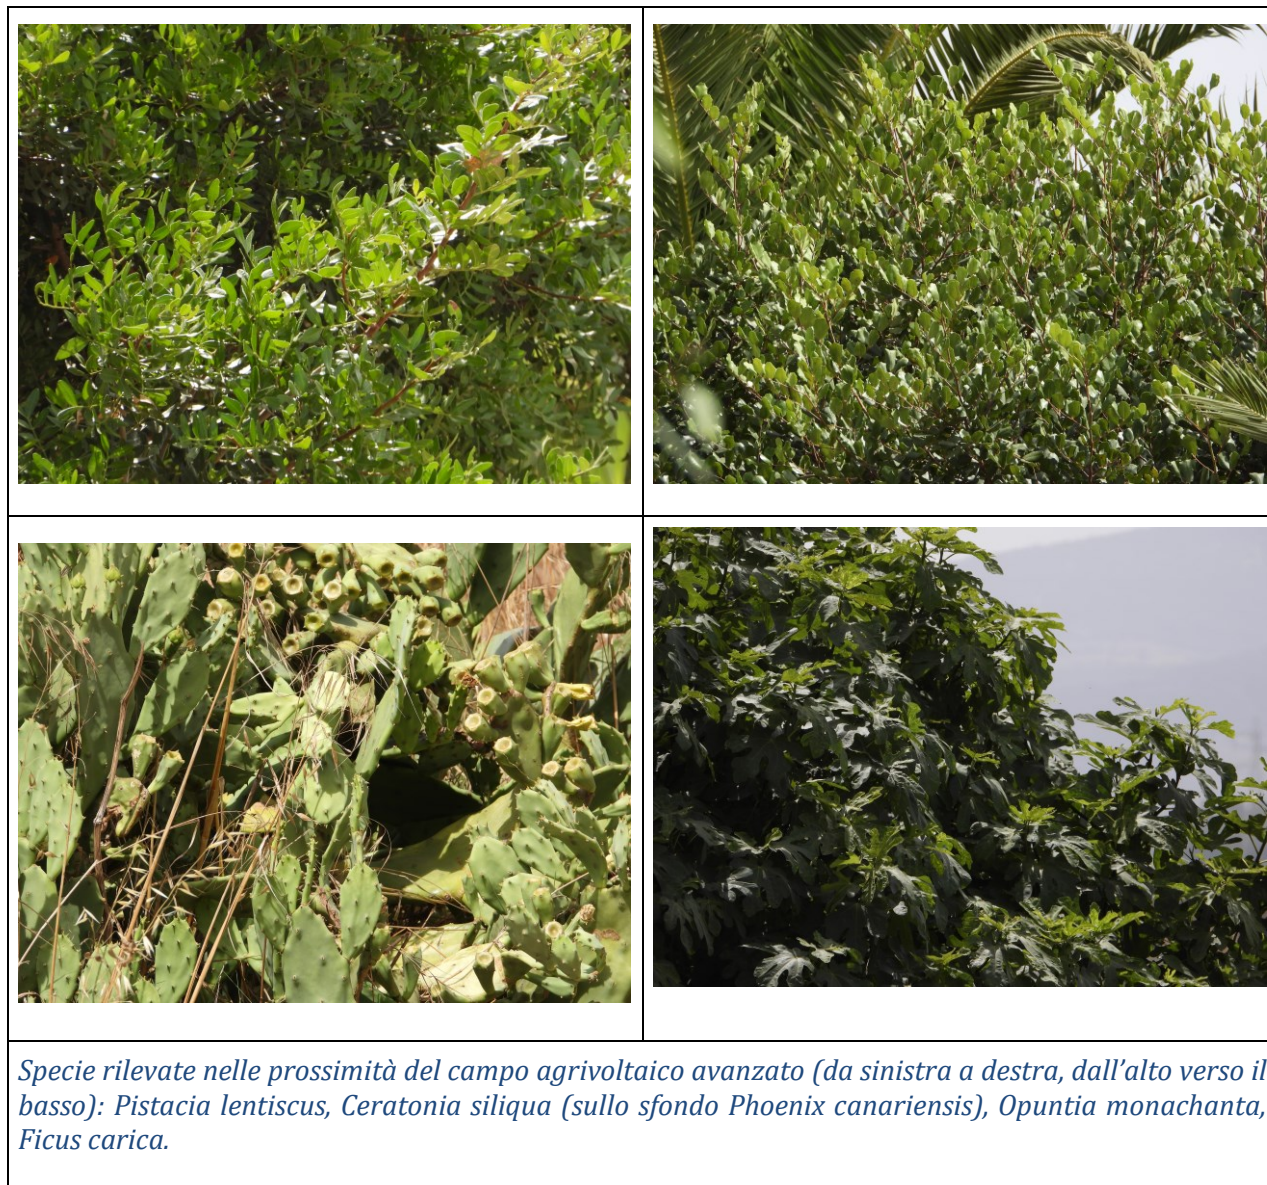 Specie rilevate nelle prossimità del campo agrivoltaico avanzato (da sinistra a destra, dall’alto verso il
basso): Pistacia lentiscus, Ceratonia siliqua (sullo sfondo Phoenix canariensis), Opuntia monachanta,
Ficus carica.